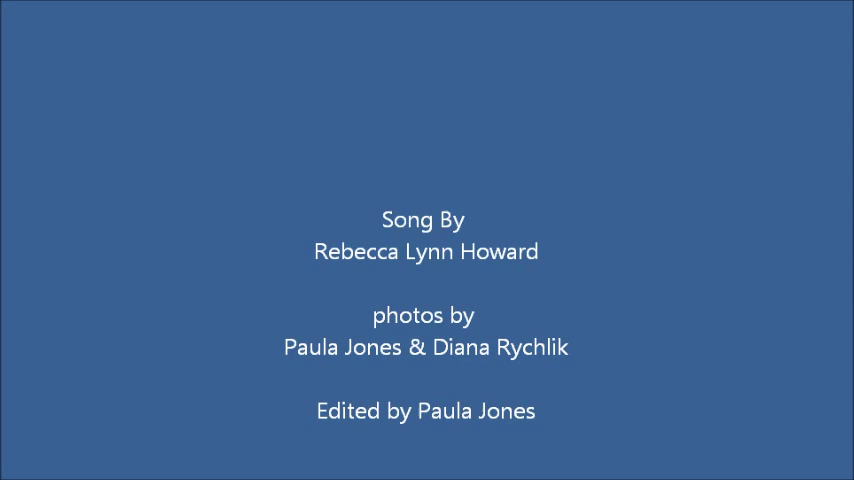 Song By
Rebecca Lynn Howard
photos by
Paula Jones & Diana Rychlik
Edited by Paula Jones